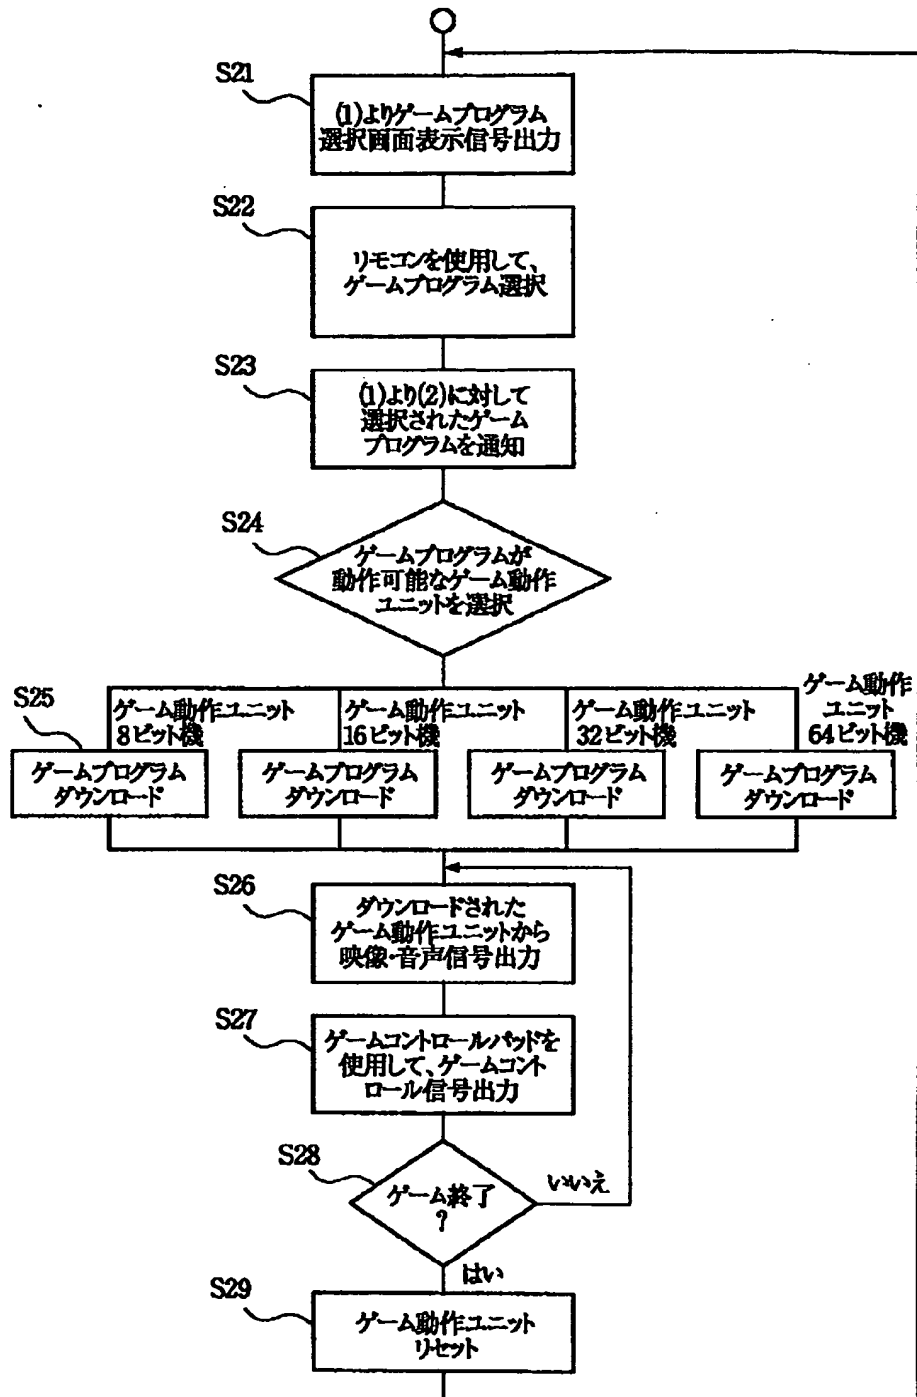 S21
(1)よりゲームプログラム
選択画面表示信号出力
S22
リモコンを使用して、
ゲームプログラム選択
S23
(1)より(2)に対して
選択されたゲーム
プログラムを通知
S24
ゲームプログラムが
動作可能なゲーム動作
ユニットを選択
S25
ゲーム動作ユニット
8ビット機
ゲームプログラム
ダウンロード
ゲーム動作ユニット
16ビット機
ゲームプログラム
ダウンロード
ゲーム動作ユニット
32ビット機
ゲームプログラム
ダウンロード
ゲーム動作
ユニット
64ビット機
ゲームプログラム
ダウンロード
S26
ダウンロードされた
ゲーム動作ユニットから
映像・音声信号出力
S27
ゲームコントロールパッドを
使用して、ゲームコント
ロール信号出力
S28
ゲーム終了
?
いいえ
はい
S29
ゲーム動作ユニット
リセット